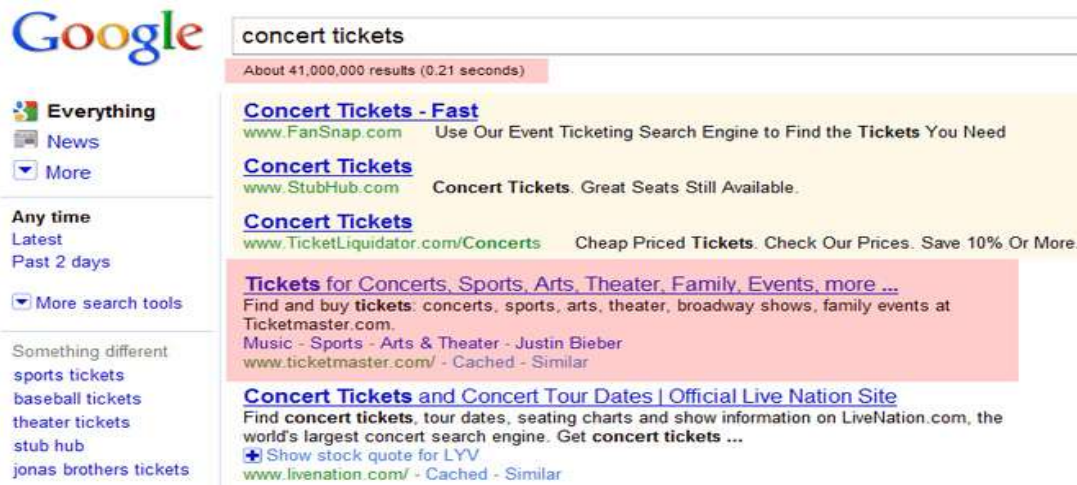 Google
concert tickets
About 41,000,000 results (0.21 seconds)
Everything
News
More
Any time
Latest
Past 2 days
More search tools
Something different
sports tickets
baseball tickets
theater tickets
stub hub
jonas brothers tickets
Concert Tickets - Fast
www.FanSnap.com Use Our Event Ticketing Search Engine to Find the Tickets You Need
Concert Tickets
www.StubHub.com Concert Tickets. Great Seats Still Available.
Concert Tickets
www.TicketLiquidator.com/Concerts Cheap Priced Tickets. Check Our Prices. Save 10% Or More.
Tickets for Concerts, Sports, Arts, Theater, Family, Events, more ...
Find and buy tickets: concerts, sports, arts, theater, broadway shows, family events at
Ticketmaster.com.
Music - Sports - Arts & Theater - Justin Bieber
www.ticketmaster.com/ - Cached - Similar
Concert Tickets and Concert Tour Dates | Official Live Nation Site
Find concert tickets, tour dates, seating charts and show information on LiveNation.com, the
world's largest concert search engine. Get concert tickets ...
Show stock quote for LYV
www.livenation.com/ - Cached - Similar